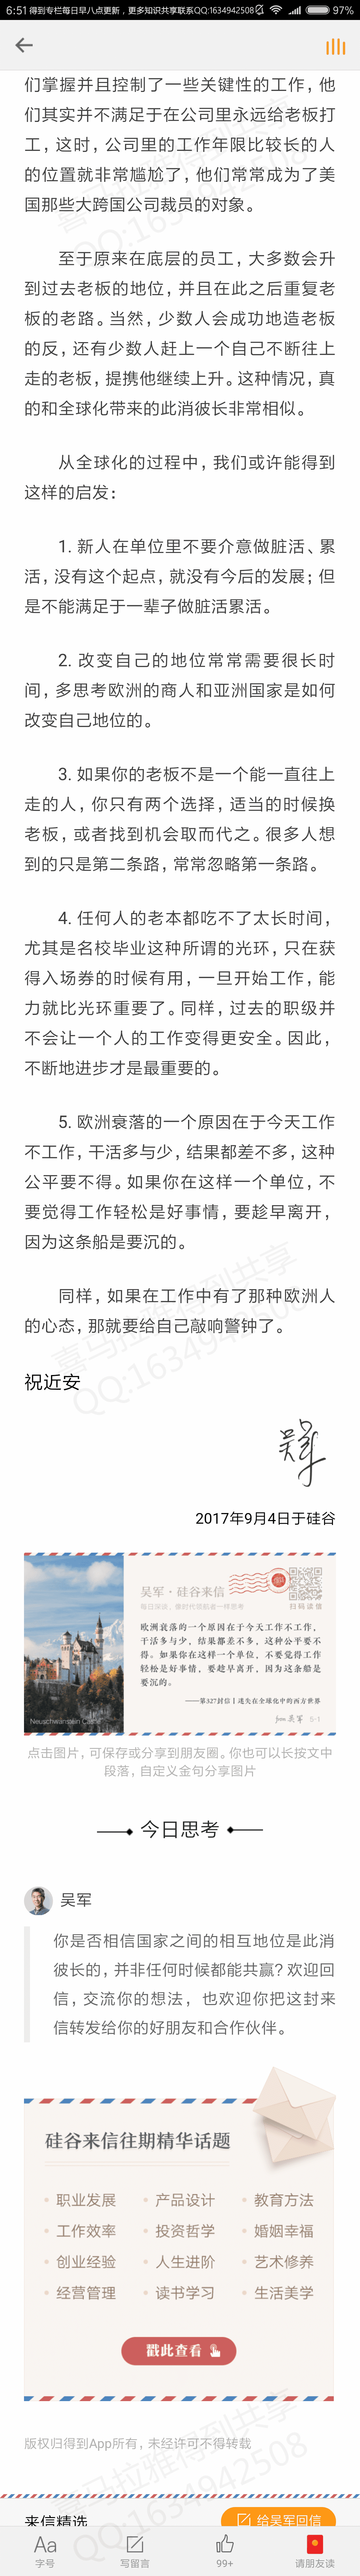 6:51 得到专栏每日早八点更新，更多知识共享联系QQ:1634942508 97%
们掌握并且控制了一些关键性的工作，他
们其实并不满足于在公司里永远给老板打
工，这时，公司里的工作年限比较长的人
的位置就非常尴尬了，他们常常成为了美
国那些大跨国公司裁员的对象。
至于原来在底层的员工，大多数会升
到过去老板的地位，并且在此之后重复老
板的老路。当然，少数人会成功地造老板
的反，还有少数人赶上一个自己不断往上
走的老板，提携他继续上升。这种情况，真
的和全球化带来的此消彼长非常相似。
从全球化的过程中，我们或许能得到
这样的启发：
1. 新人在单位里不要介意做脏活、累
活，没有这个起点，就没有今后的发展；但
是不能满足于一辈子做脏活累活。
2. 改变自己的地位常常需要很长时
间，多思考欧洲的商人和亚洲国家是如何
改变自己地位的。
3. 如果你的老板不是一个能一直往上
走的人，你只有两个选择，适当的时候换
老板，或者找到机会取而代之。很多人想
到的只是第二条路，常常忽略第一条路。
4. 任何人的老本都吃不了太长时间，
尤其是名校毕业这种所谓的光环，只在获
得入场券的时候有用，一旦开始工作，能
力就比光环重要了。同样，过去的职级并
不会让一个人的工作变得更安全。因此，
不断地进步才是最重要的。
5. 欧洲衰落的一个原因在于今天工作
不工作，干活多与少，结果都差不多，这种
公平要不得。如果你在这样一个单位，不
要觉得工作轻松是好事情，要趁早离开，
因为这条船是要沉的。
同样，如果在工作中有了那种欧洲人
的心态，那就要给自己敲响警钟了。
喜马拉雅得到共享
QQ:1634942508
祝近安
吴军
2017年9月4日于硅谷
吴军·硅谷来信
扫码读信
欧洲衰落的一个原因在于今天工作不工作，
干活多与少，结果都差不多，这种公平要不
得。如果你在这样一个单位，不要觉得工作
轻松是好事情，要趁早离开，因为这条船是
要沉的。
——第327封信丨迷失在全球化中的西方世界
Neuschwanstein Castle
from 吴军 5-1
点击图片，可保存或分享到朋友圈。你也可以长按文中
段落，自定义金句分享图片
今日思考
吴军
你是否相信国家之间的相互地位是此消
彼长的，并非任何时候都能共赢？欢迎回
信，交流你的想法，也欢迎你把这封来
信转发给你的好朋友和合作伙伴。
硅谷来信往期精华话题
职业发展 产品设计 教育方法
工作效率 投资哲学 婚姻幸福
创业经验 人生进阶 艺术修养
经营管理 读书学习 生活美学
戳此查看
版权归得到App所有，未经许可不得转载
喜马拉雅得到共享
QQ:1634942508
来信精选 给吴军回信
Aa
字号 写留言 99+ 请朋友读